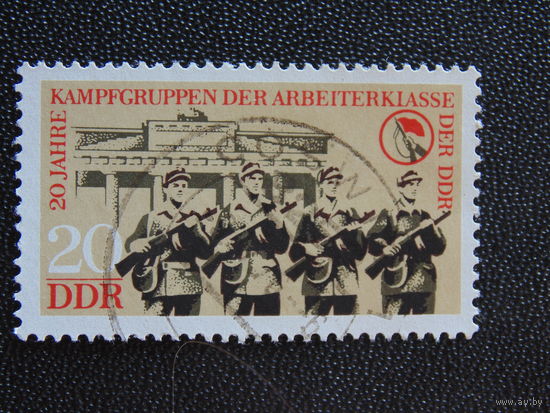 20 JAHRE KAMPFGRUPPEN DER ARBEITERKLASSE DER DDR
20
DDR
www.ay.by